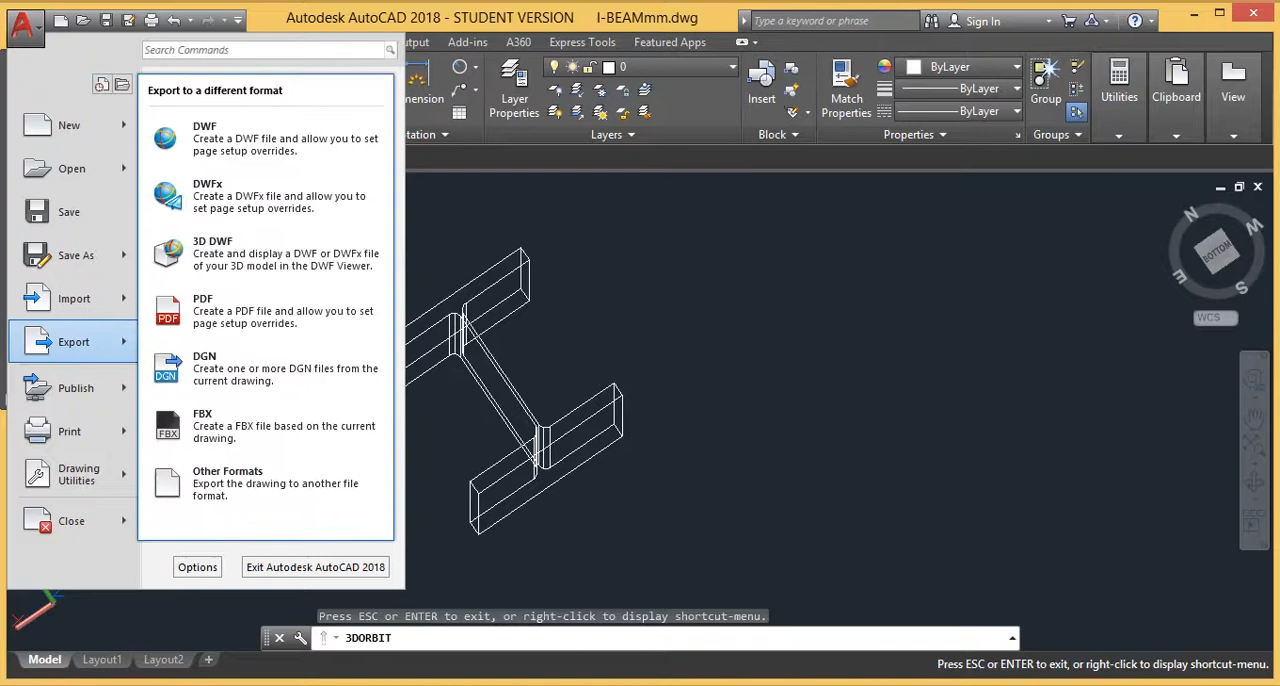 Autodesk AutoCAD 2018 - STUDENT VERSION I-BEAMmm.dwg
Type a keyword or phrase
Sign In
Search Commands
Add-ins A360 Express Tools Featured Apps
Export to a different format
DWF
Create a DWF file and allow you to set
page setup overrides.
DWFx
Create a DWFx file and allow you to
set page setup overrides.
3D DWF
Create and display a DWF or DWFx file
of your 3D model in the DWF Viewer.
PDF
Create a PDF file and allow you to set
page setup overrides.
DGN
Create one or more DGN files from the
current drawing.
FBX
Create a FBX file based on the current
drawing.
Other Formats
Export the drawing to another file
format.
New
Open
Save
Save As
Import
Export
Publish
Print
Drawing
Utilities
Close
Options
Exit Autodesk AutoCAD 2018
PDF
DGN
FBX
utput
mension
tation
Layer
Properties
0
Layers
Insert
Block
Match
Properties
ByLayer
ByLayer
ByLayer
Properties
Group
Groups
Utilities
Clipboard
View
N
W
BOTTOM
E
S
WCS
Press ESC or ENTER to exit, or right-click to display shortcut-menu.
3DORBIT
Model Layout1 Layout2 +
Press ESC or ENTER to exit, or right-click to display shortcut-menu.